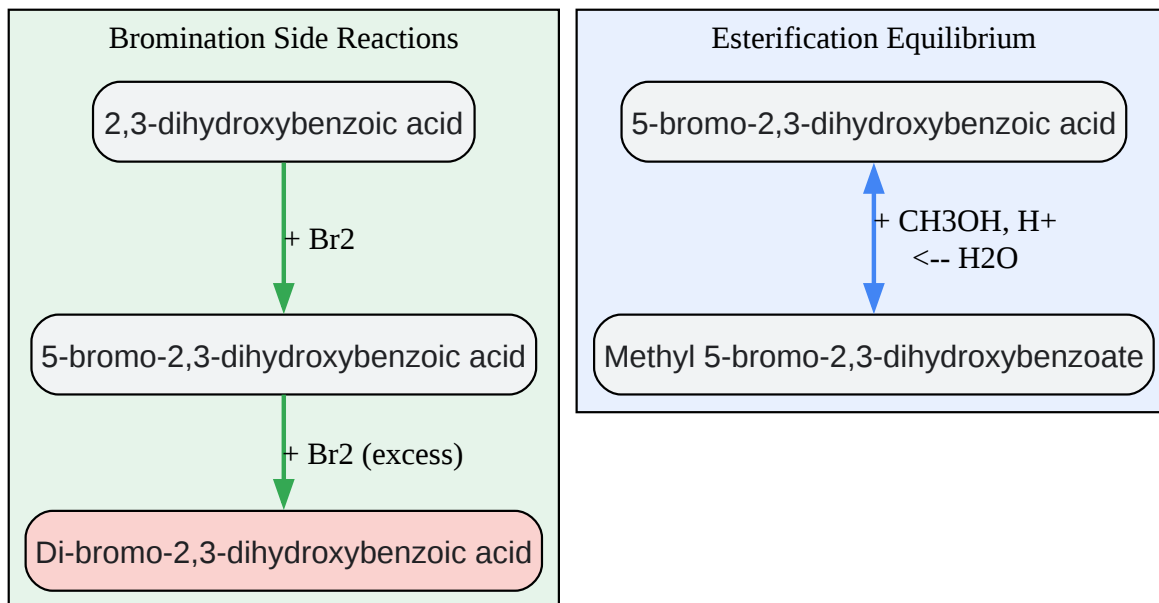 Bromination Side Reactions
2,3-dihydroxybenzoic acid
+ Br2
5-bromo-2,3-dihydroxybenzoic acid
+ Br2 (excess)
Di-bromo-2,3-dihydroxybenzoic acid
Esterification Equilibrium
5-bromo-2,3-dihydroxybenzoic acid
+ CH3OH, H+
<-- H2O
Methyl 5-bromo-2,3-dihydroxybenzoate